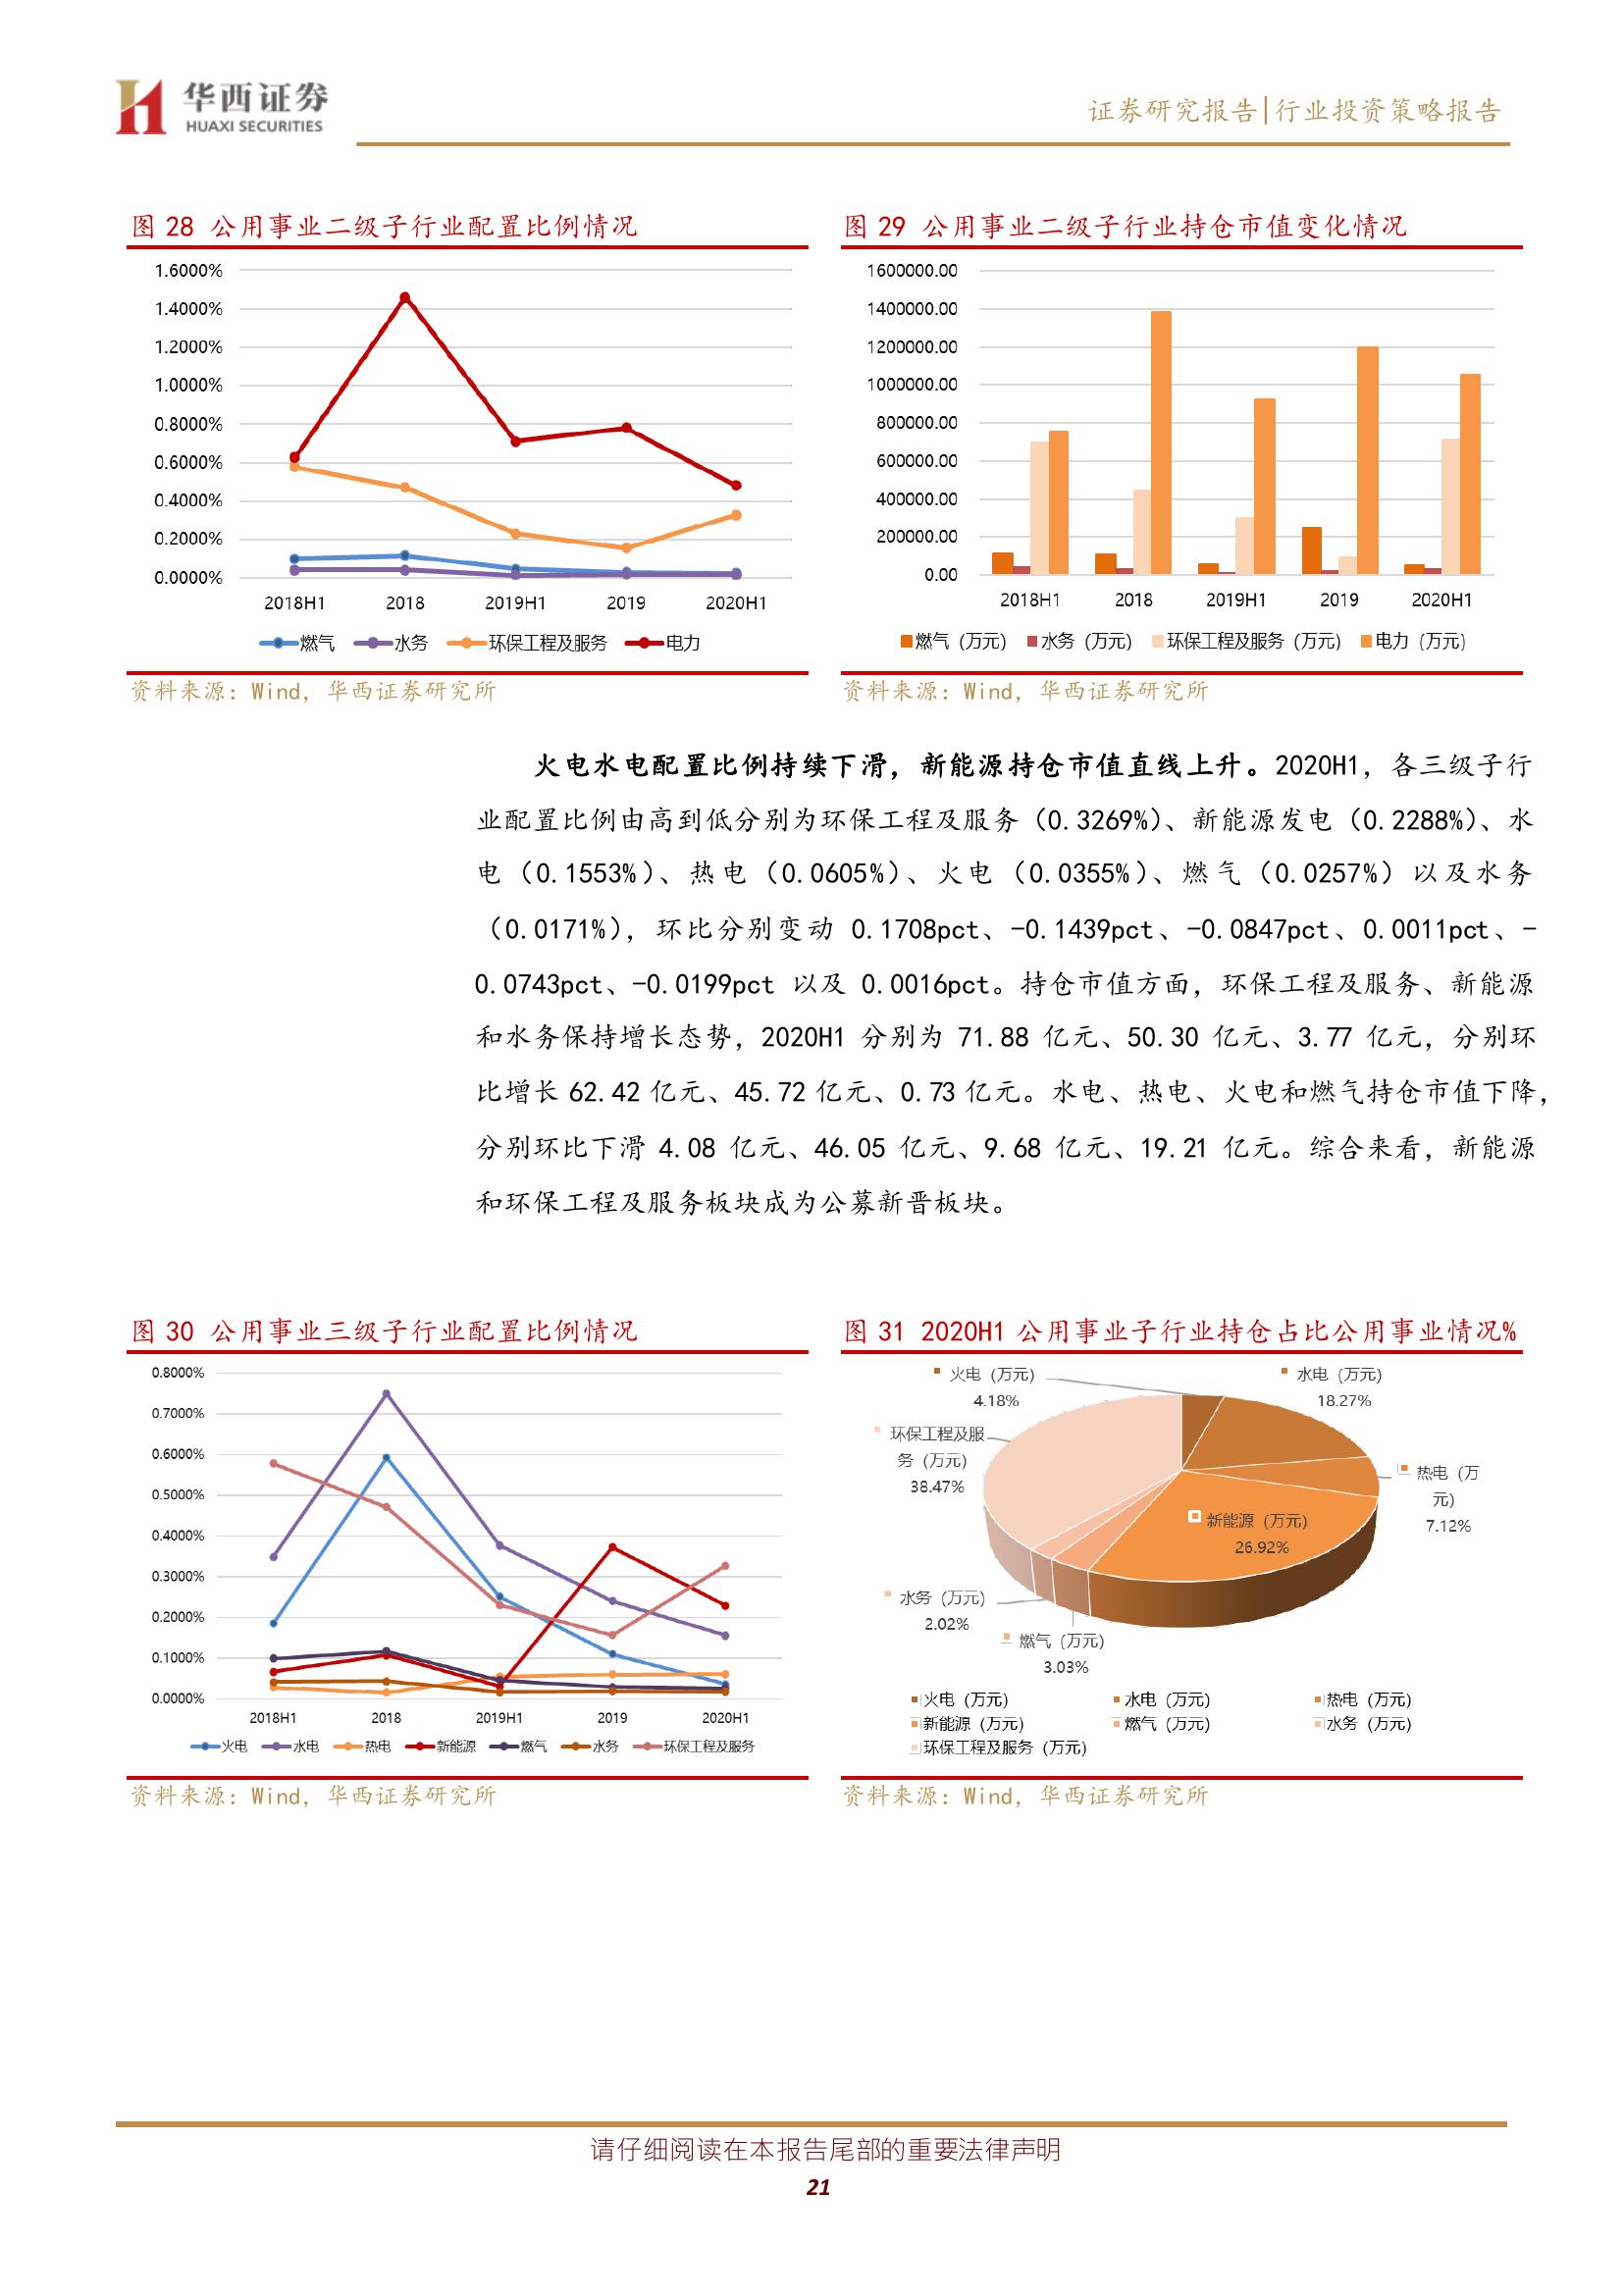 华西证券
HUAXI SECURITIES
证券研究报告|行业投资策略报告
图 28 公用事业二级子行业配置比例情况
1.6000%
1.4000%
1.2000%
1.0000%
0.8000%
0.6000%
0.4000%
0.2000%
0.0000%
2018H1 2018 2019H1 2019 2020H1
燃气 水务 环保工程及服务 电力
资料来源：Wind，华西证券研究所
图 29 公用事业二级子行业持仓市值变化情况
1600000.00
1400000.00
1200000.00
1000000.00
800000.00
600000.00
400000.00
200000.00
0.00
2018H1 2018 2019H1 2019 2020H1
燃气（万元） 水务（万元） 环保工程及服务（万元） 电力（万元）
资料来源：Wind，华西证券研究所
火电水电配置比例持续下滑，新能源持仓市值直线上升。2020H1，各三级子行
业配置比例由高到低分别为环保工程及服务（0.3269%）、新能源发电（0.2288%）、水
电（0.1553%）、热电（0.0605%）、火电（0.0355%）、燃气（0.0257%）以及水务
（0.0171%），环比分别变动 0.1708pct、-0.1439pct、-0.0847pct、0.0011pct、-
0.0743pct、-0.0199pct 以及 0.0016pct。持仓市值方面，环保工程及服务、新能源
和水务保持增长态势，2020H1 分别为 71.88 亿元、50.30 亿元、3.77 亿元，分别环
比增长 62.42 亿元、45.72 亿元、0.73 亿元。水电、热电、火电和燃气持仓市值下降，
分别环比下滑 4.08 亿元、46.05 亿元、9.68 亿元、19.21 亿元。综合来看，新能源
和环保工程及服务板块成为公募新晋板块。
图 30 公用事业三级子行业配置比例情况
0.8000%
0.7000%
0.6000%
0.5000%
0.4000%
0.3000%
0.2000%
0.1000%
0.0000%
2018H1 2018 2019H1 2019 2020H1
火电 水电 热电 新能源 燃气 水务 环保工程及服务
资料来源：Wind，华西证券研究所
图 31 2020H1 公用事业子行业持仓占比公用事业情况%
火电（万元）
4.18%
水电（万元）
18.27%
环保工程及服
务（万元）
38.47%
热电（万
元）
7.12%
新能源（万元）
26.92%
水务（万元）
2.02%
燃气（万元）
3.03%
火电（万元） 水电（万元） 热电（万元）
新能源（万元） 燃气（万元） 水务（万元）
环保工程及服务（万元）
资料来源：Wind，华西证券研究所
请仔细阅读在本报告尾部的重要法律声明
21